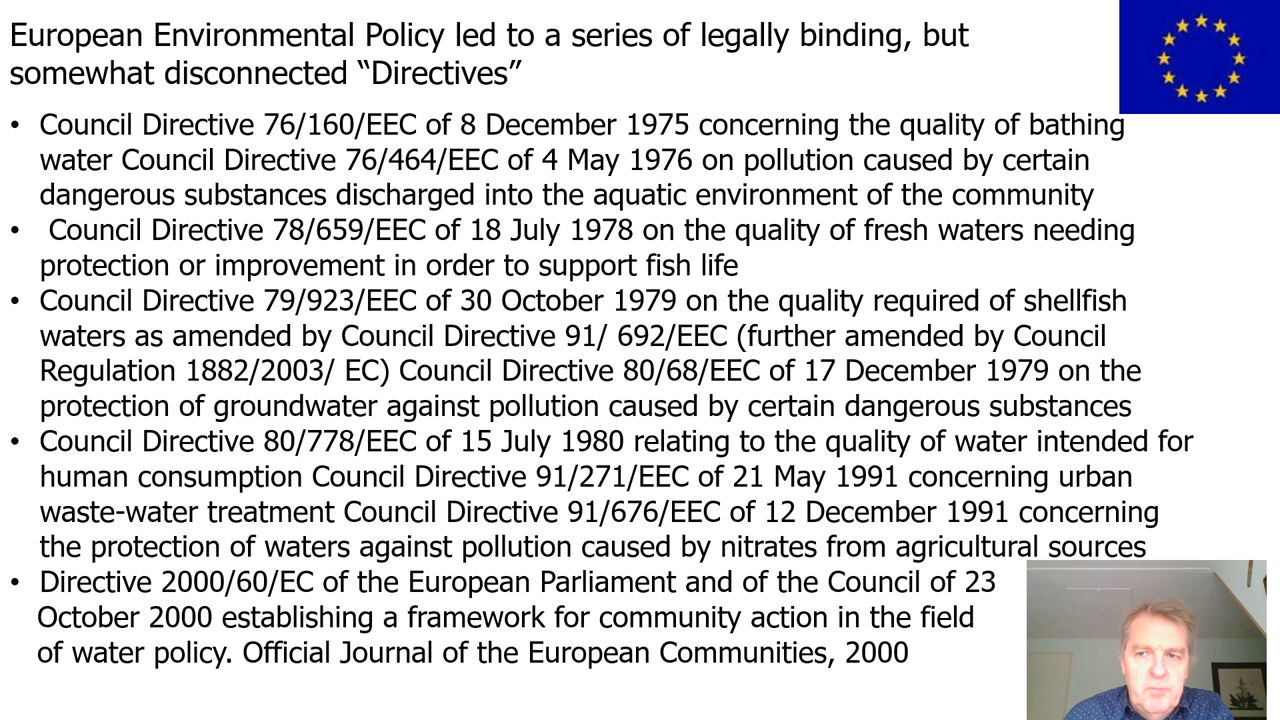 European Environmental Policy led to a series of legally binding, but
somewhat disconnected “Directives”
• Council Directive 76/160/EEC of 8 December 1975 concerning the quality of bathing
water Council Directive 76/464/EEC of 4 May 1976 on pollution caused by certain
dangerous substances discharged into the aquatic environment of the community
• Council Directive 78/659/EEC of 18 July 1978 on the quality of fresh waters needing
protection or improvement in order to support fish life
• Council Directive 79/923/EEC of 30 October 1979 on the quality required of shellfish
waters as amended by Council Directive 91/ 692/EEC (further amended by Council
Regulation 1882/2003/ EC) Council Directive 80/68/EEC of 17 December 1979 on the
protection of groundwater against pollution caused by certain dangerous substances
• Council Directive 80/778/EEC of 15 July 1980 relating to the quality of water intended for
human consumption Council Directive 91/271/EEC of 21 May 1991 concerning urban
waste-water treatment Council Directive 91/676/EEC of 12 December 1991 concerning
the protection of waters against pollution caused by nitrates from agricultural sources
• Directive 2000/60/EC of the European Parliament and of the Council of 23
October 2000 establishing a framework for community action in the field
of water policy. Official Journal of the European Communities, 2000